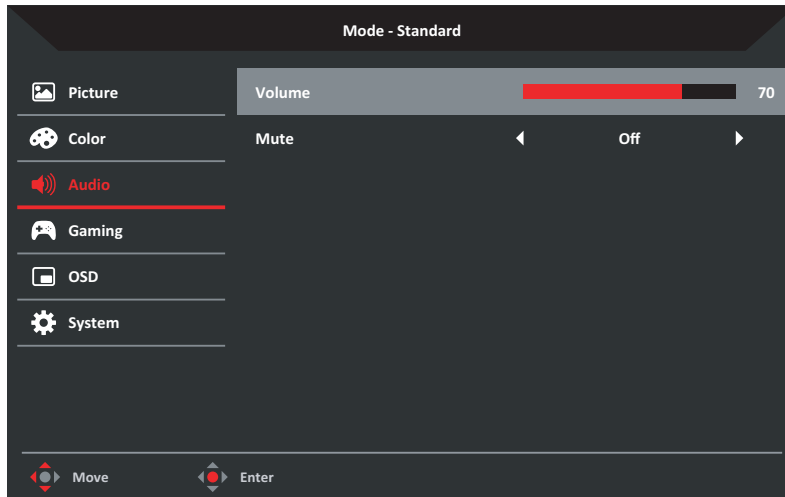 Mode - Standard
Picture
Volume 70
Color
Mute Off
Audio
Gaming
OSD
System
Move Enter